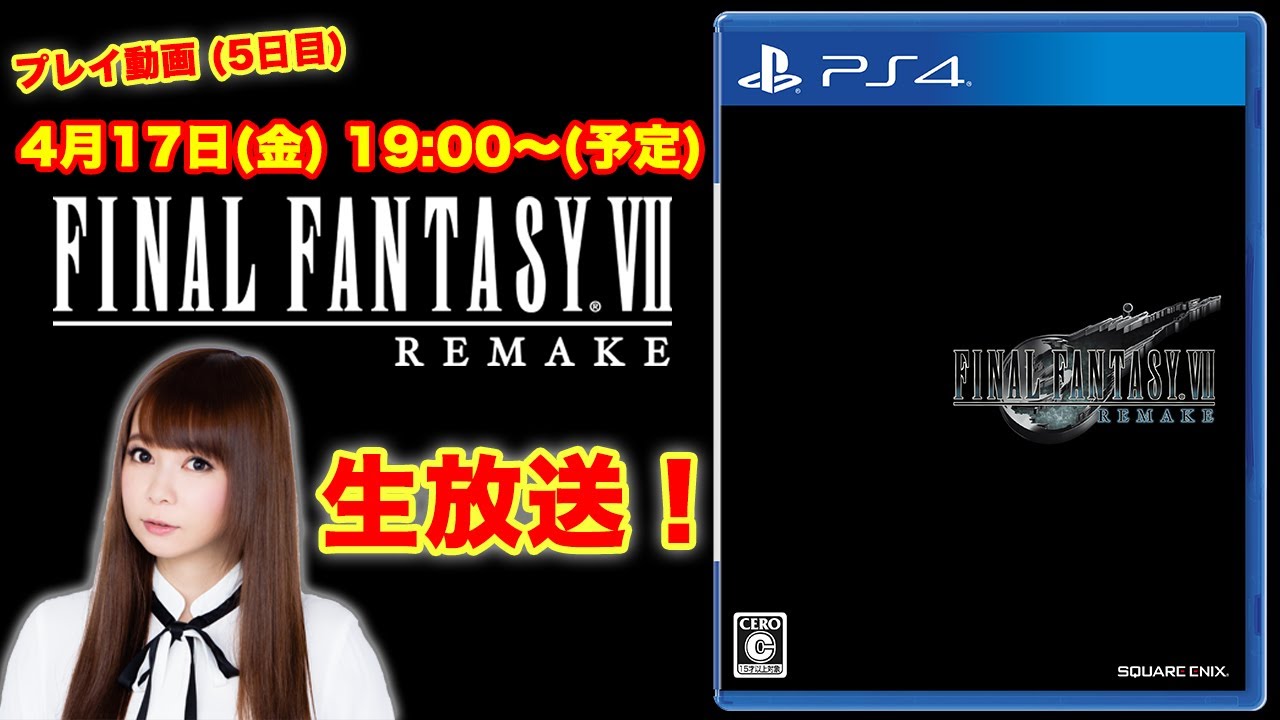 プレイ動画 (5日目)
4月17日(金) 19:00～(予定)
FINAL FANTASY® VII
REMAKE
生放送！
PS4®
FINAL FANTASY VII
REMAKE
CERO
C
15才以上対象
SQUARE ENIX®